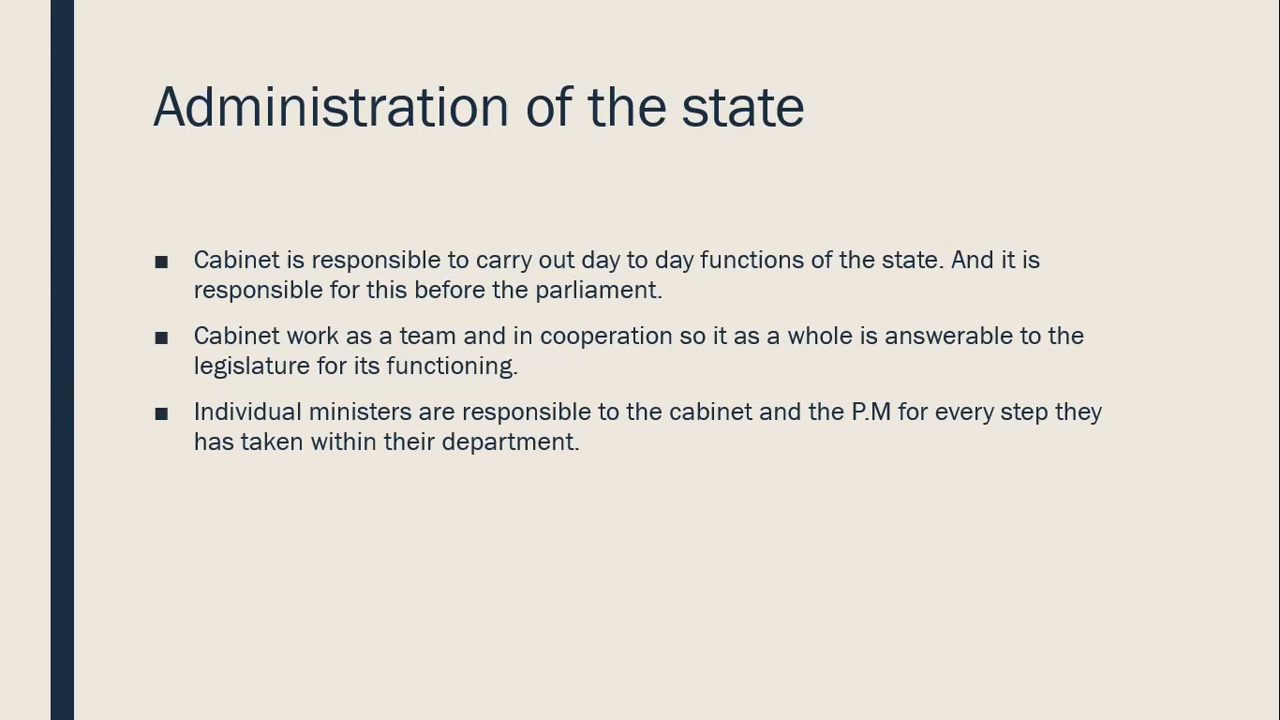 Administration of the state
▪ Cabinet is responsible to carry out day to day functions of the state. And it is
responsible for this before the parliament.
▪ Cabinet work as a team and in cooperation so it as a whole is answerable to the
legislature for its functioning.
▪ Individual ministers are responsible to the cabinet and the P.M for every step they
has taken within their department.